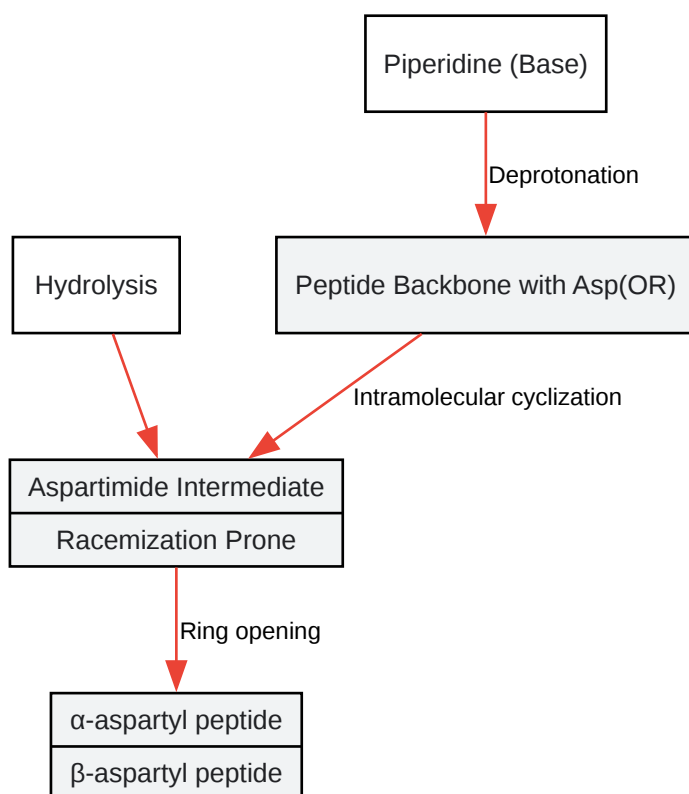 Piperidine (Base)
Deprotonation
Hydrolysis
Peptide Backbone with Asp(OR)
Intramolecular cyclization
Aspartimide Intermediate
Racemization Prone
Ring opening
α-aspartyl peptide
β-aspartyl peptide